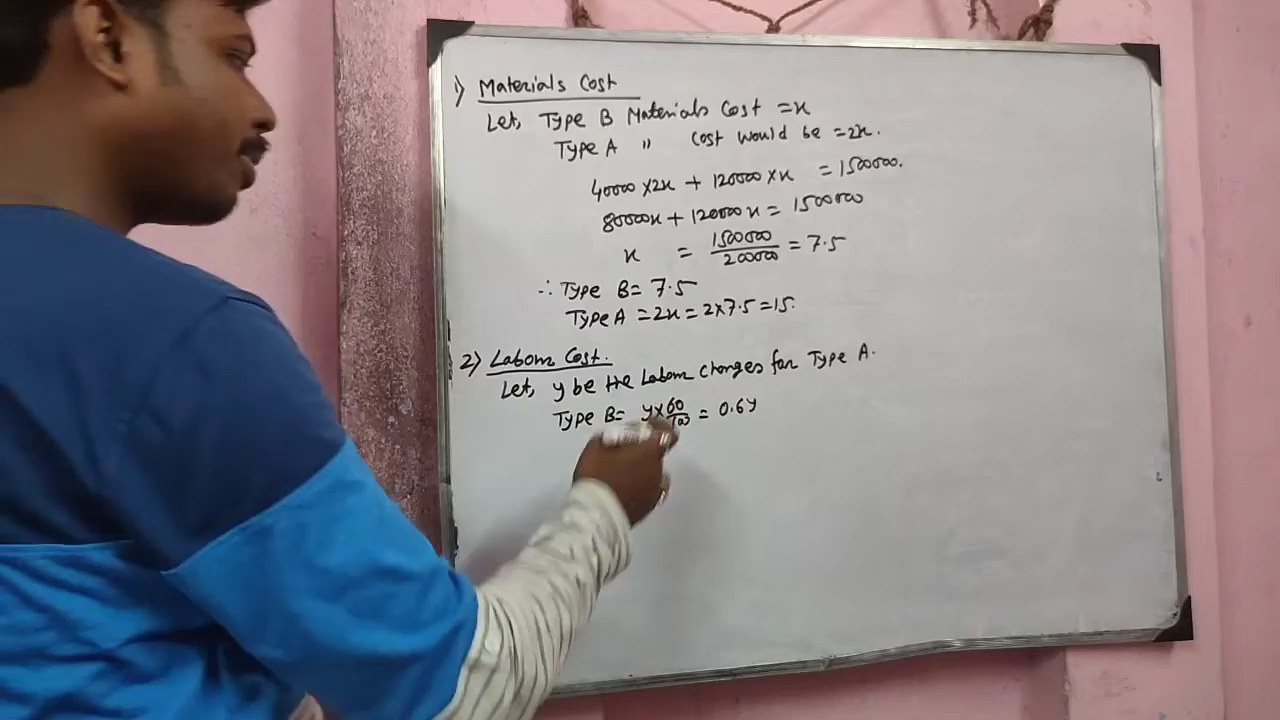 1) Materials Cost
Let, Type B Materials Cost = x
Type A " Cost would be = 2x.
40000 x 2x + 120000 x x = 1500000.
80000x + 120000x = 1500000
x = 1500000/200000 = 7.5
∴ Type B = 7.5
Type A = 2x = 2x7.5 = 15.
2) Labour Cost.
Let, y be the Labour Charges for Type A.
Type B = y x 60/100 = 0.6y